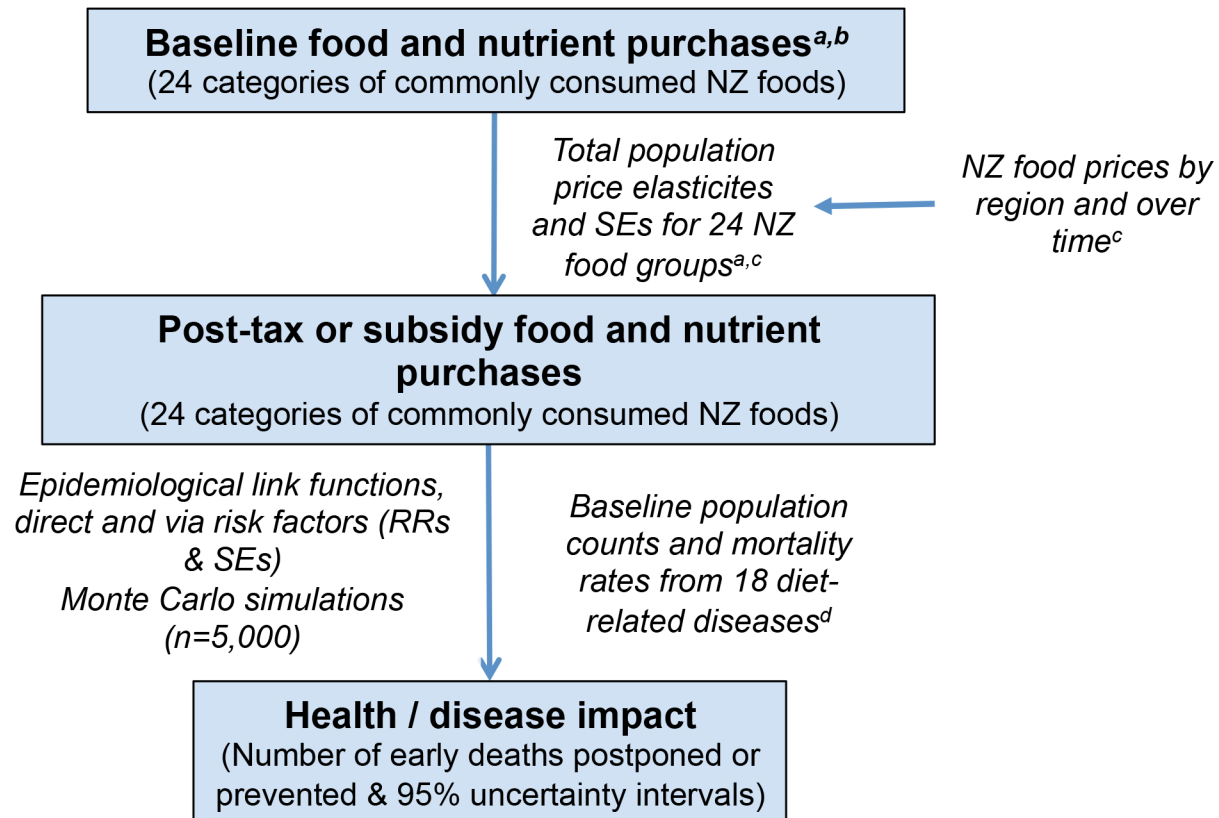 Baseline food and nutrient purchasesa,b
(24 categories of commonly consumed NZ foods)
Total population
price elasticites
and SEs for 24 NZ
food groupsa,c
NZ food prices by
region and over
timec
Post-tax or subsidy food and nutrient
purchases
(24 categories of commonly consumed NZ foods)
Epidemiological link functions,
direct and via risk factors (RRs
& SEs)
Monte Carlo simulations
(n=5,000)
Baseline population
counts and mortality
rates from 18 diet-
related diseasesd
Health / disease impact
(Number of early deaths postponed or
prevented & 95% uncertainty intervals)